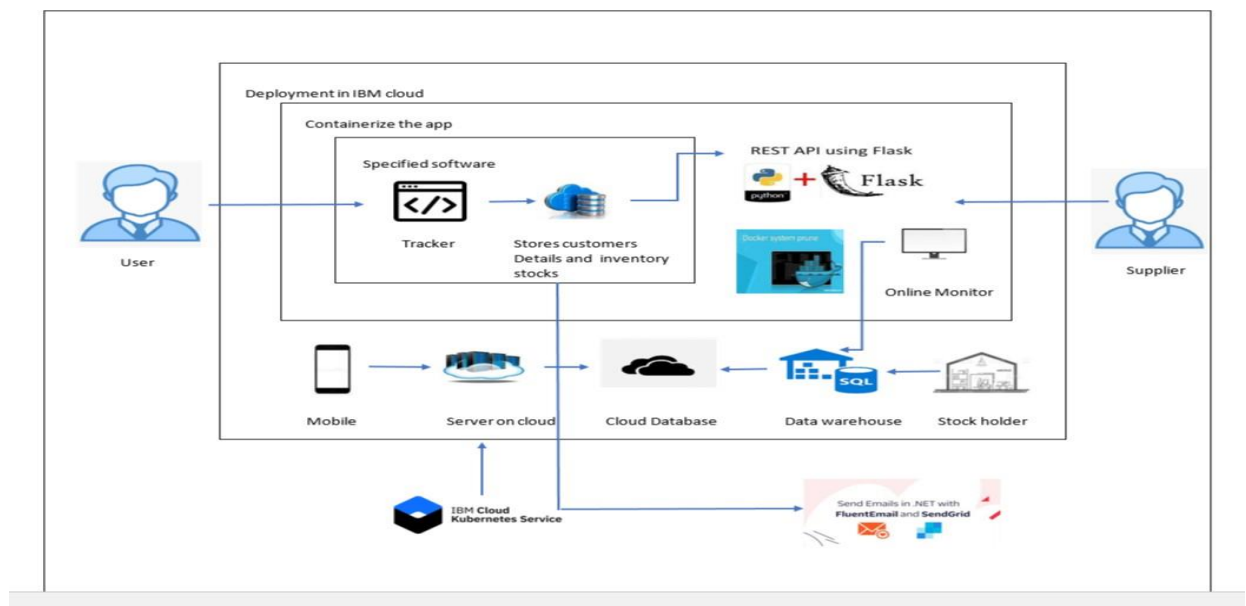 Deployment in IBM cloud
Containerize the app
Specified software
REST API using Flask
python
+
Flask
Tracker
Stores customers
Details and inventory
stocks
Docker system prune
Online Monitor
User
Supplier
SQL
Mobile
Server on cloud
Cloud Database
Data warehouse
Stock holder
IBM Cloud
Kubernetes Service
Send Emails in .NET with
FluentEmail and SendGrid